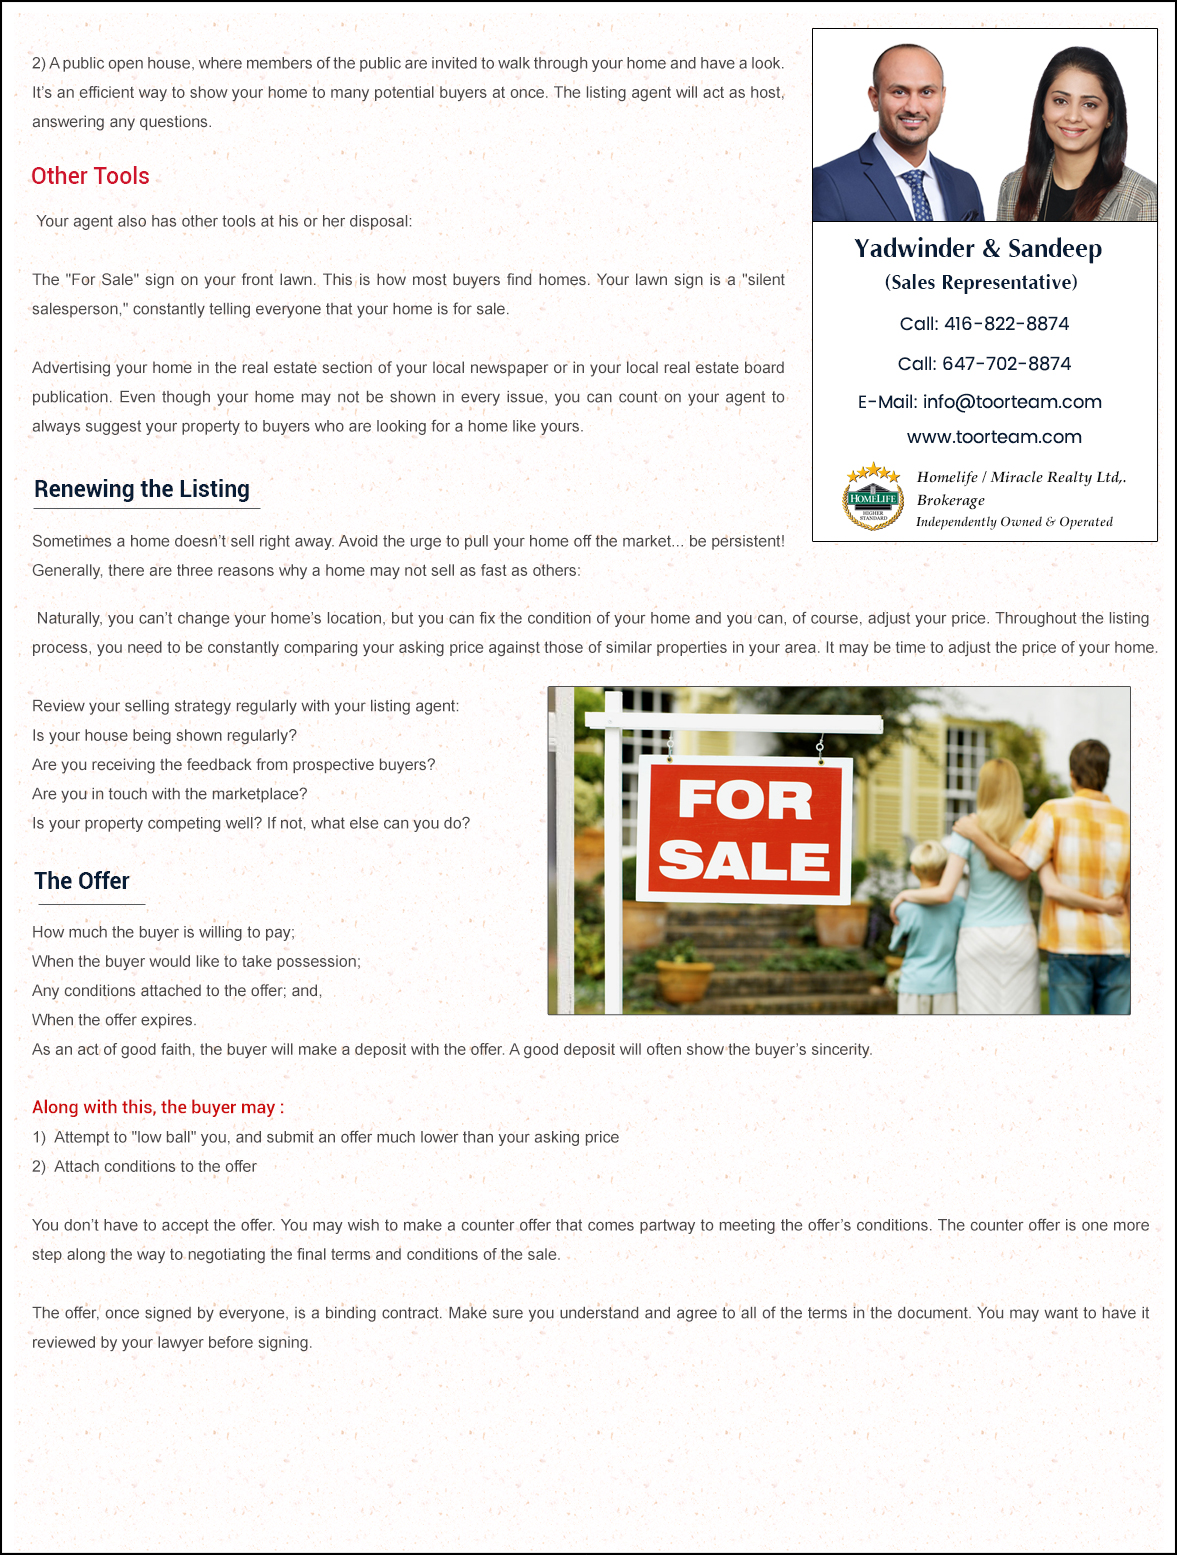 2) A public open house, where members of the public are invited to walk through your home and have a look.
It’s an efficient way to show your home to many potential buyers at once. The listing agent will act as host,
answering any questions.
Other Tools
Your agent also has other tools at his or her disposal:
The "For Sale" sign on your front lawn. This is how most buyers find homes. Your lawn sign is a "silent
salesperson," constantly telling everyone that your home is for sale.
Advertising your home in the real estate section of your local newspaper or in your local real estate board
publication. Even though your home may not be shown in every issue, you can count on your agent to
always suggest your property to buyers who are looking for a home like yours.
Yadwinder & Sandeep
(Sales Representative)
Call: 416-822-8874
Call: 647-702-8874
E-Mail: info@toorteam.com
www.toorteam.com
HOMELIFE
HIGHER
STANDARD
Homelife / Miracle Realty Ltd,.
Brokerage
Independently Owned & Operated
Renewing the Listing
Sometimes a home doesn’t sell right away. Avoid the urge to pull your home off the market... be persistent!
Generally, there are three reasons why a home may not sell as fast as others:
Naturally, you can’t change your home’s location, but you can fix the condition of your home and you can, of course, adjust your price. Throughout the listing
process, you need to be constantly comparing your asking price against those of similar properties in your area. It may be time to adjust the price of your home.
Review your selling strategy regularly with your listing agent:
Is your house being shown regularly?
Are you receiving the feedback from prospective buyers?
Are you in touch with the marketplace?
Is your property competing well? If not, what else can you do?
FOR
SALE
The Offer
How much the buyer is willing to pay;
When the buyer would like to take possession;
Any conditions attached to the offer; and,
When the offer expires.
As an act of good faith, the buyer will make a deposit with the offer. A good deposit will often show the buyer’s sincerity.
Along with this, the buyer may :
1) Attempt to "low ball" you, and submit an offer much lower than your asking price
2) Attach conditions to the offer
You don’t have to accept the offer. You may wish to make a counter offer that comes partway to meeting the offer’s conditions. The counter offer is one more
step along the way to negotiating the final terms and conditions of the sale.
The offer, once signed by everyone, is a binding contract. Make sure you understand and agree to all of the terms in the document. You may want to have it
reviewed by your lawyer before signing.